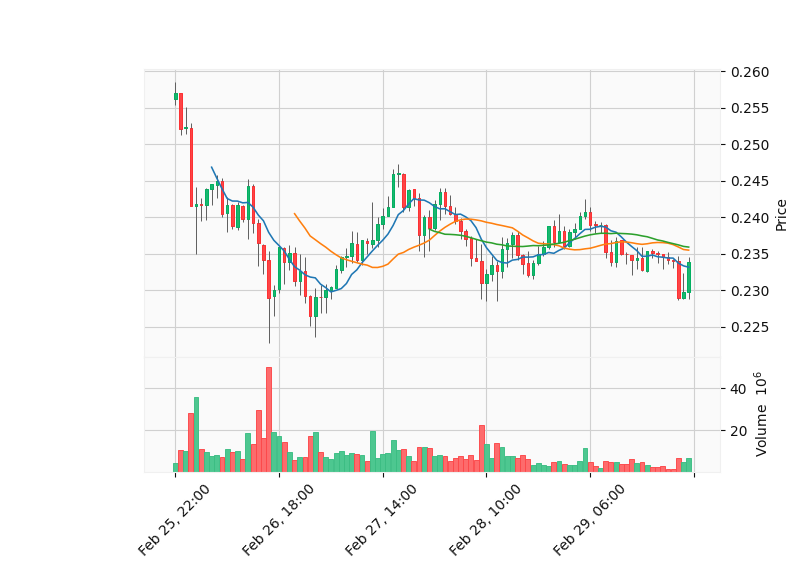 0.260
0.255
0.250
0.245
0.240
0.235
0.230
0.225
Price
40
20
Volume 10^6
Feb 25, 22:00
Feb 26, 18:00
Feb 27, 14:00
Feb 28, 10:00
Feb 29, 06:00